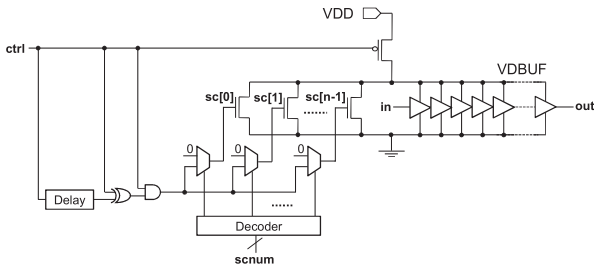 VDD
ctrl
VDBUF
sc[0]
sc[1]
sc[n-1]
........
in
out
0
0
0
......
Delay
Decoder
scnum